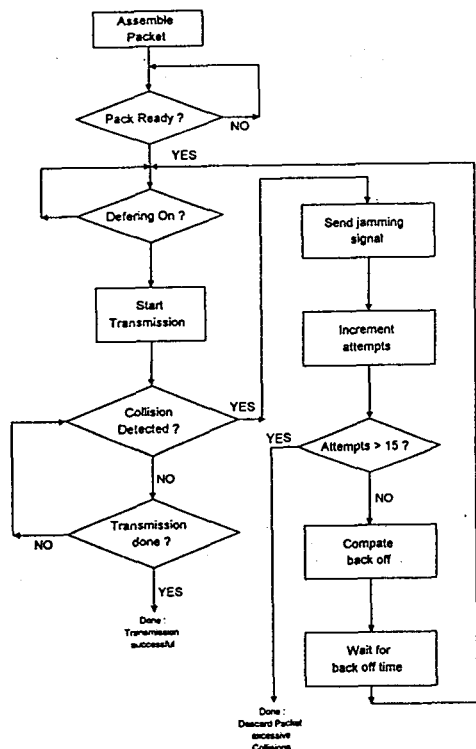 Assemble
Packet
Pack Ready ?
NO
YES
Defering On ?
Start
Transmission
Collision
Detected ?
YES
NO
Transmission
done ?
NO
YES
Done :
Transmission
successful
Send jamming
signal
Increment
attempts
Attempts > 15 ?
YES
NO
Compate
back off
Wait for
back off time
Done :
Descard Packet
excessive
Collisions